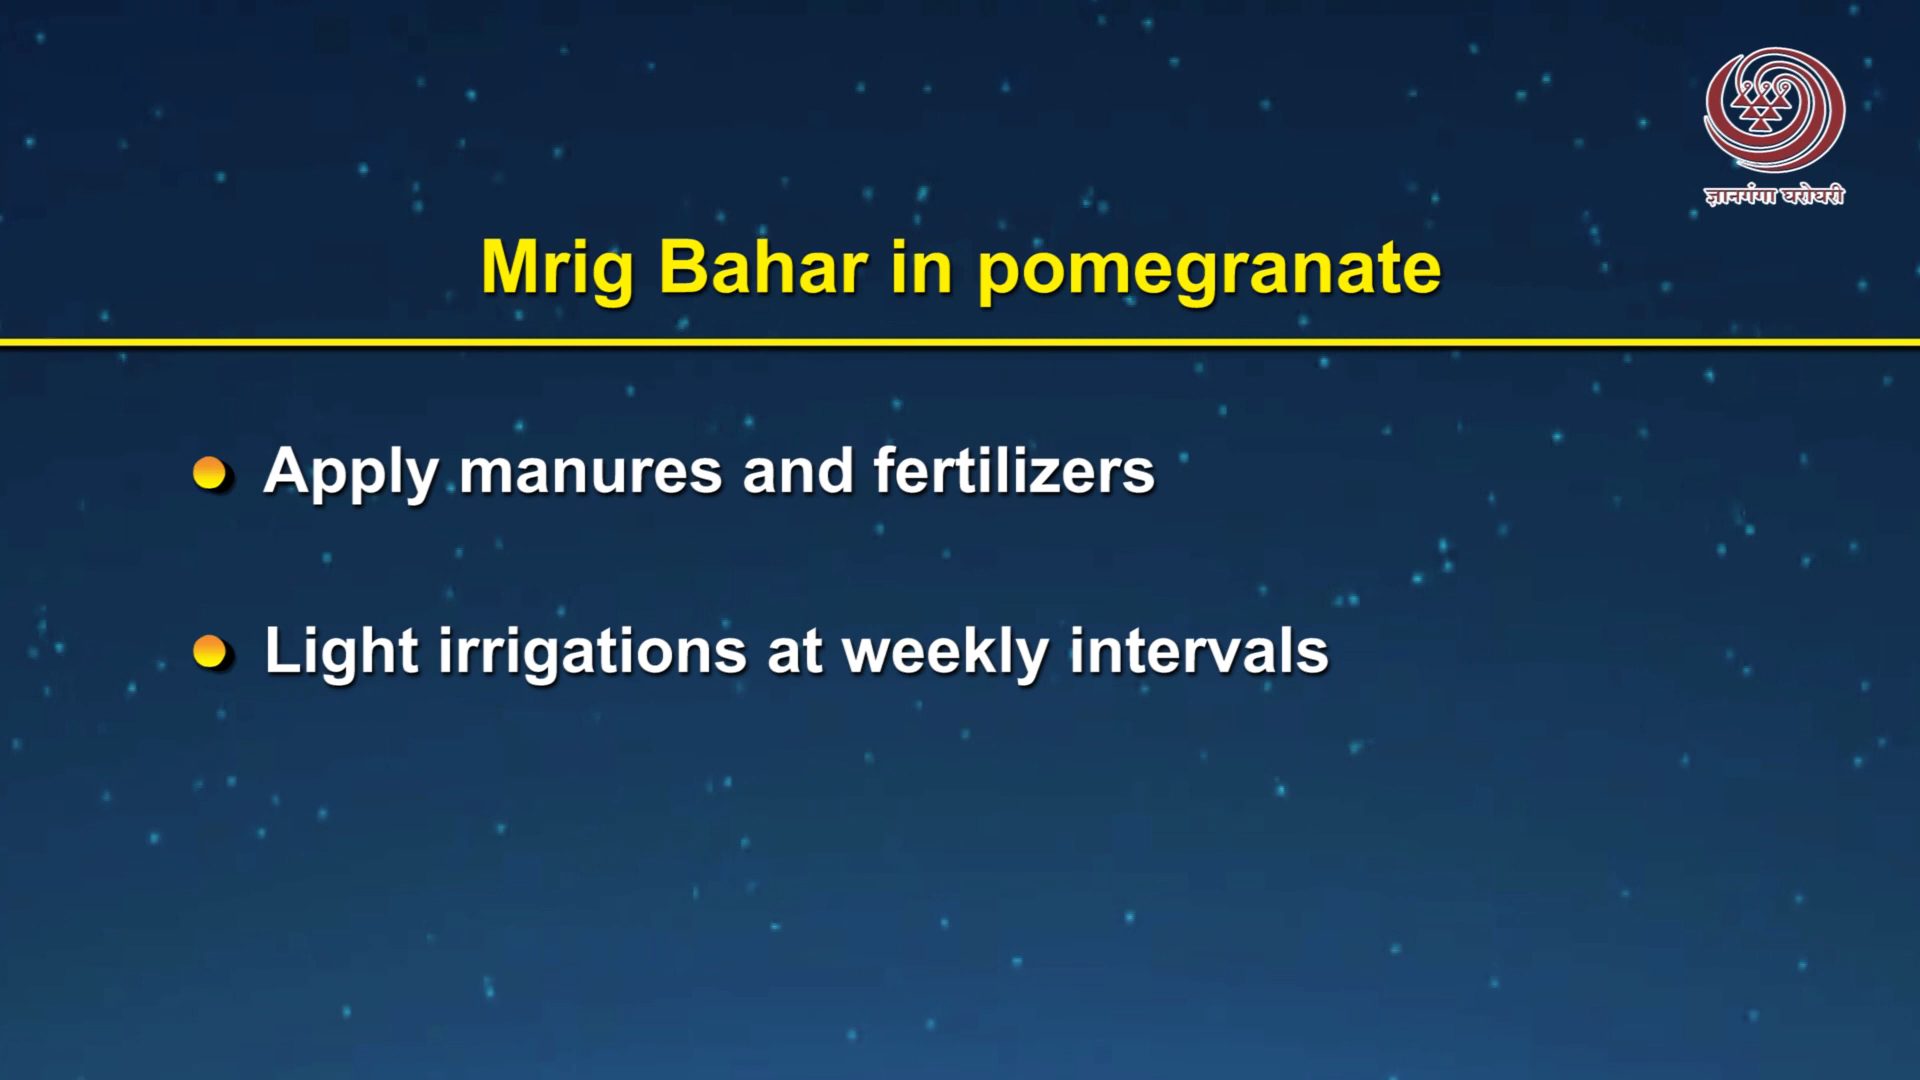 ज्ञानगंगा घरोघरी
Mrig Bahar in pomegranate
Apply manures and fertilizers
Light irrigations at weekly intervals